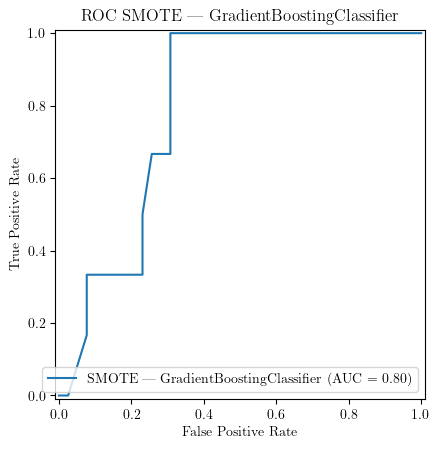 ROC SMOTE — GradientBoostingClassifier
1.0
0.8
0.6
0.4
0.2
0.0
True Positive Rate
SMOTE — GradientBoostingClassifier (AUC = 0.80)
0.0 0.2 0.4 0.6 0.8 1.0
False Positive Rate